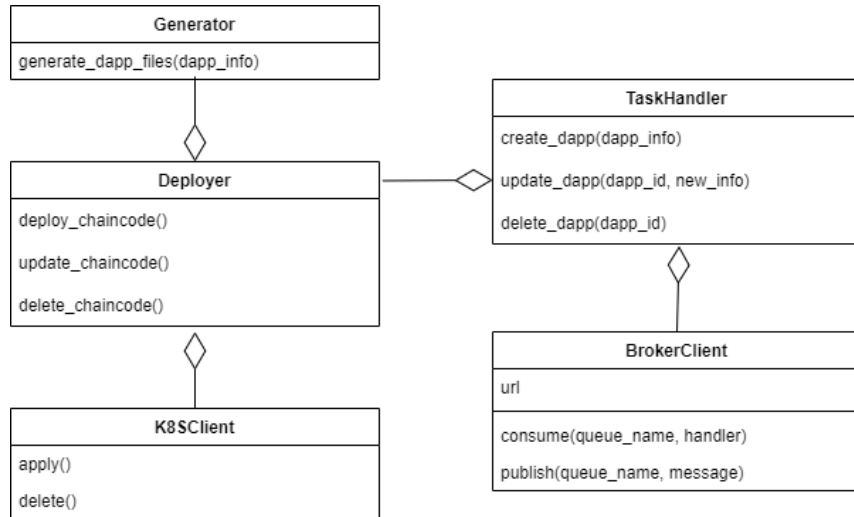 Generator
generate_dapp_files(dapp_info)
TaskHandler
create_dapp(dapp_info)
update_dapp(dapp_id, new_info)
delete_dapp(dapp_id)
Deployer
deploy_chaincode()
update_chaincode()
delete_chaincode()
BrokerClient
url
consume(queue_name, handler)
publish(queue_name, message)
K8SClient
apply()
delete()